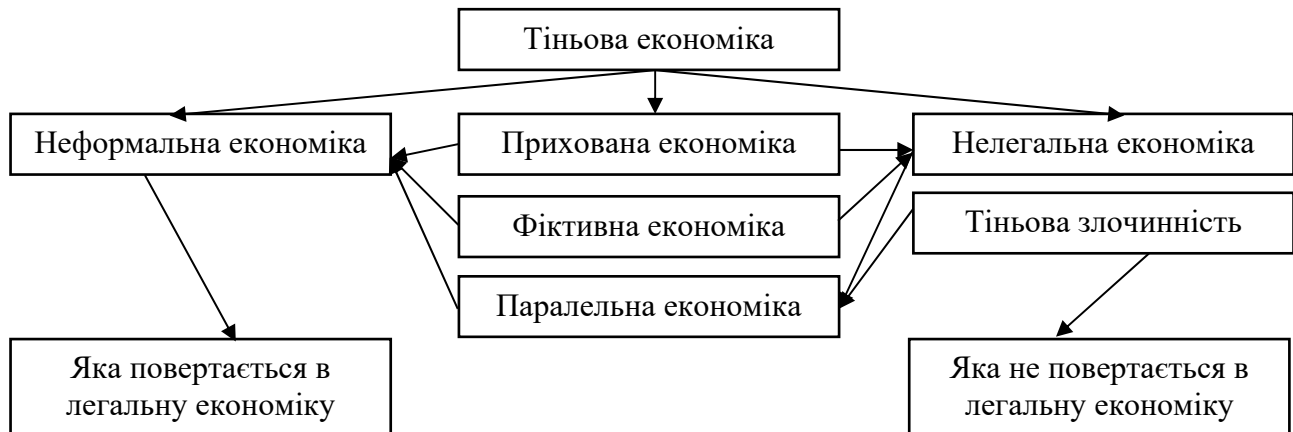 Тіньова економіка
Неформальна економіка
Прихована економіка
Нелегальна економіка
Фіктивна економіка
Тіньова злочинність
Паралельна економіка
Яка повертається в
легальну економіку
Яка не повертається в
легальну економіку